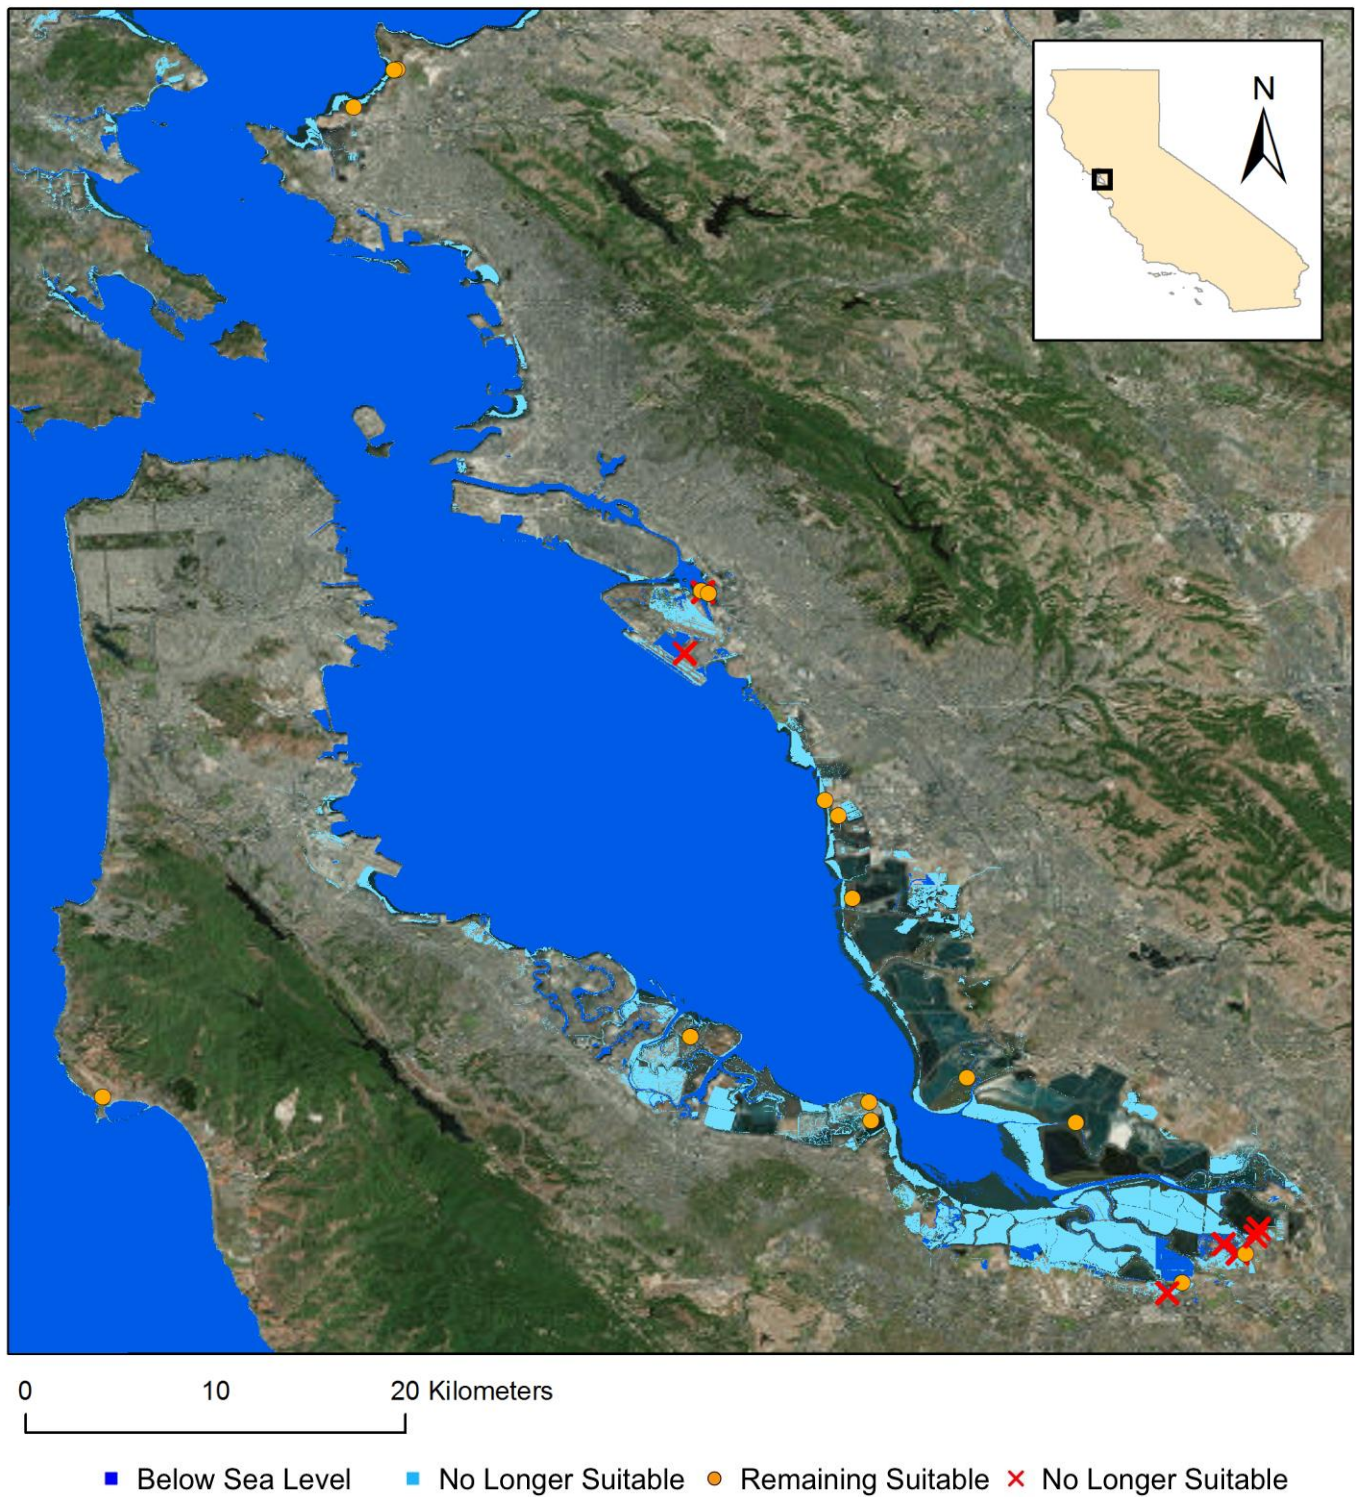 N
0 10 20 Kilometers
Below Sea Level No Longer Suitable Remaining Suitable No Longer Suitable